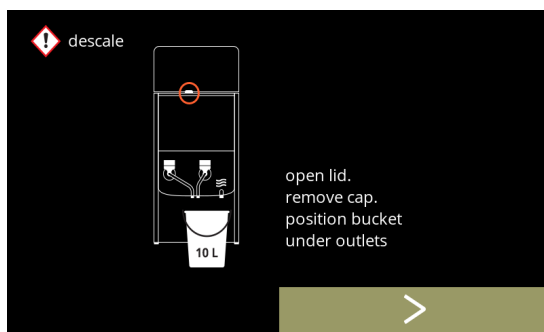 descale
open lid.
remove cap.
position bucket
under outlets
10 L